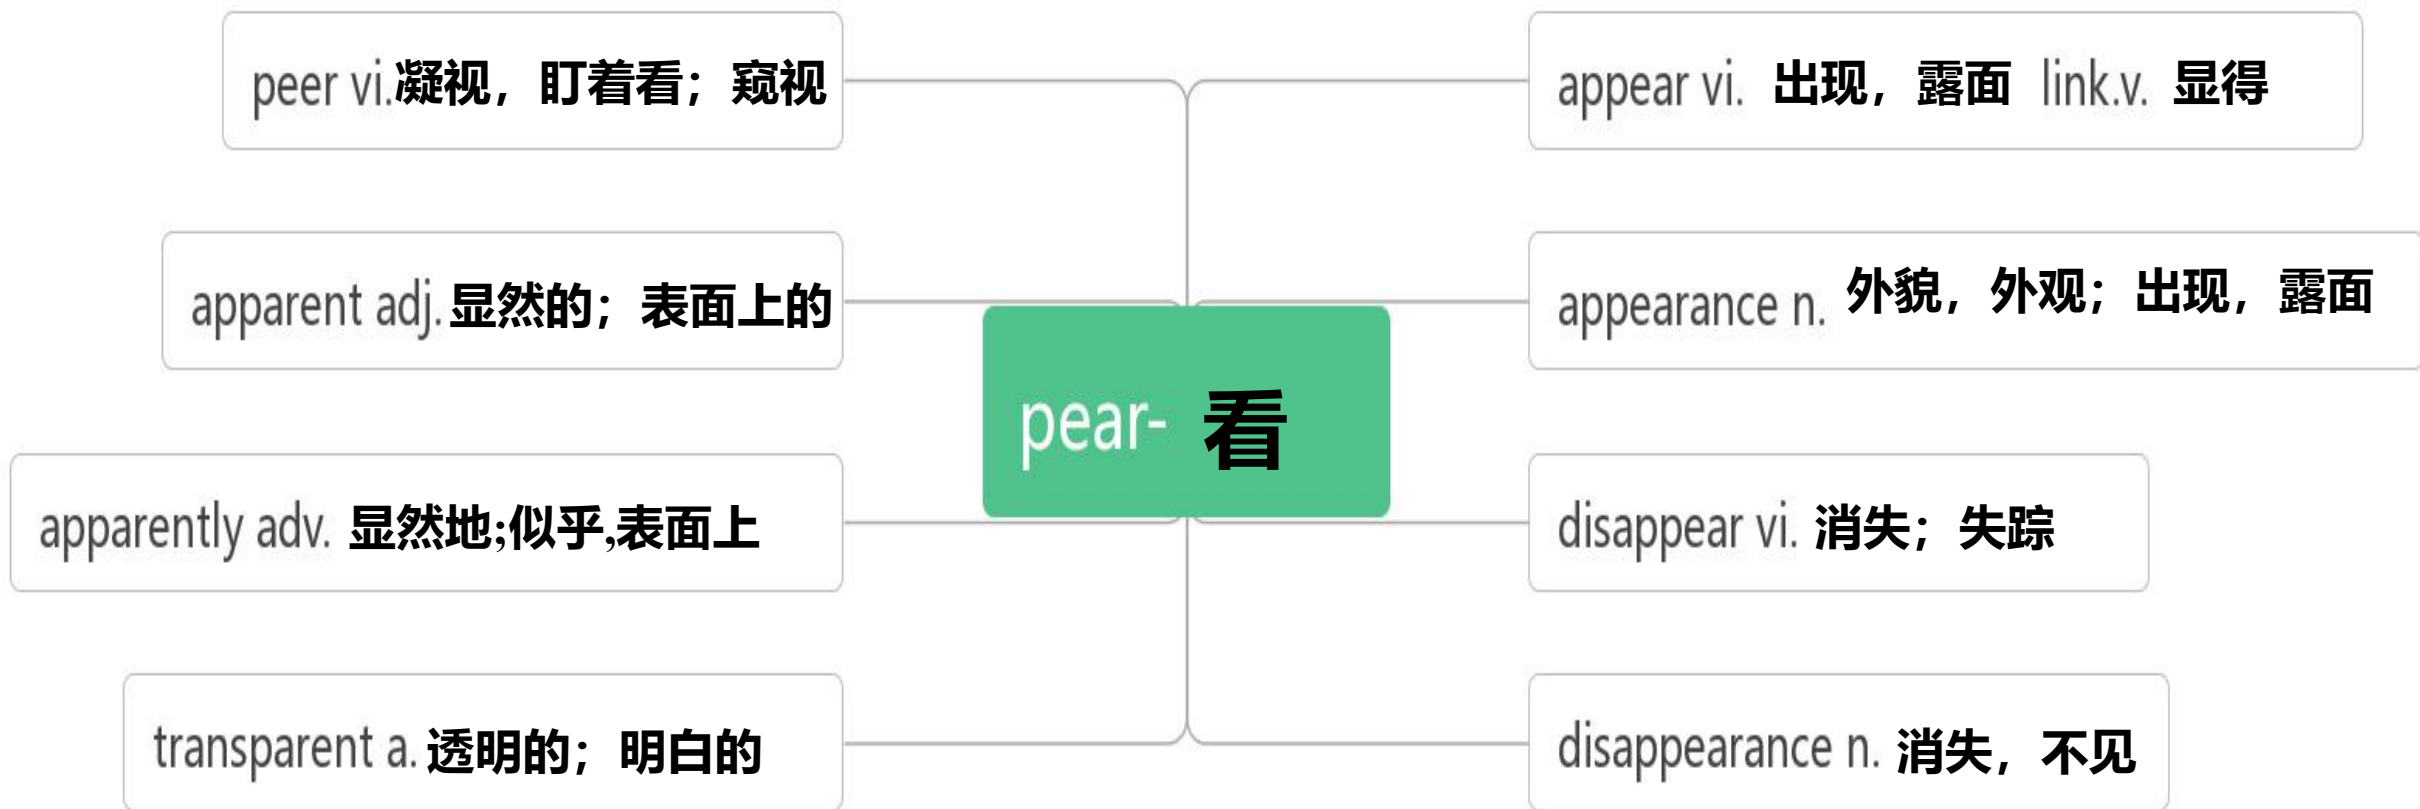 peer vi.凝视，盯着看；窥视
apparent adj.显然的；表面上的
apparently adv. 显然地;似乎,表面上
transparent a.透明的；明白的
pear- 看
appear vi. 出现，露面 link.v. 显得
appearance n. 外貌，外观；出现，露面
disappear vi. 消失；失踪
disappearance n. 消失，不见